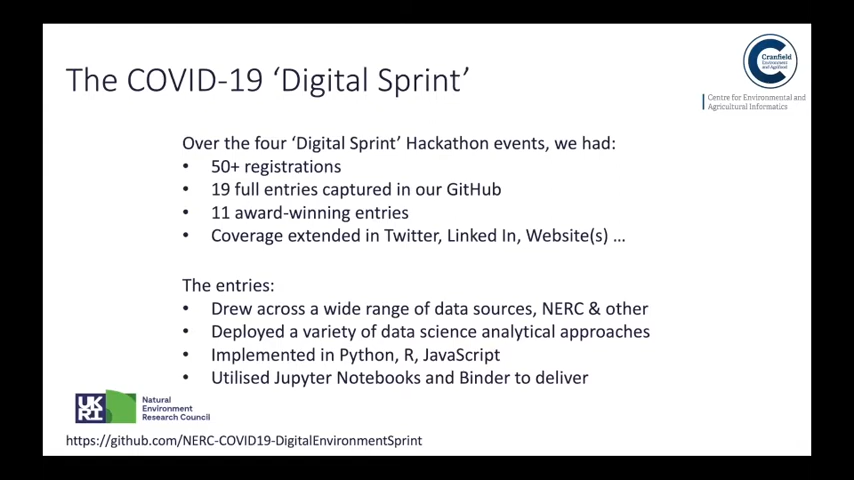 The COVID-19 ‘Digital Sprint’
Cranfield
Environment and Agrifood
Centre for Environmental and
Agricultural Informatics
Over the four ‘Digital Sprint’ Hackathon events, we had:
• 50+ registrations
• 19 full entries captured in our GitHub
• 11 award-winning entries
• Coverage extended in Twitter, Linked In, Website(s) …
The entries:
• Drew across a wide range of data sources, NERC & other
• Deployed a variety of data science analytical approaches
• Implemented in Python, R, JavaScript
• Utilised Jupyter Notebooks and Binder to deliver
UKRI
Natural
Environment
Research Council
https://github.com/NERC-COVID19-DigitalEnvironmentSprint